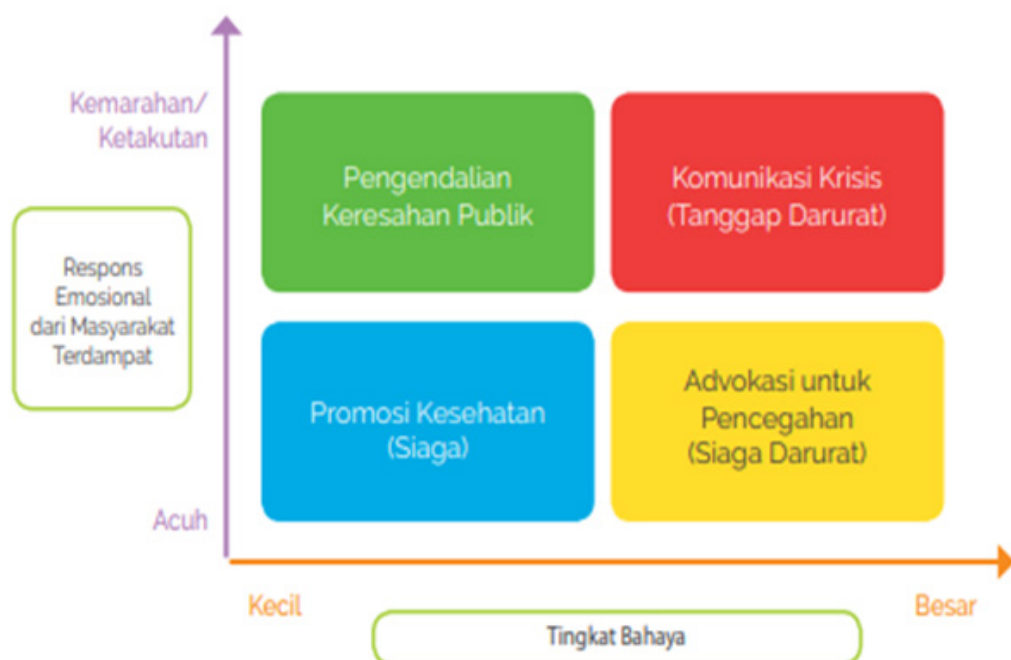 Kemarahan/
Ketakutan
Pengendalian
Keresahan Publik
Komunikasi Krisis
(Tanggap Darurat)
Respons
Emosional
dari Masyarakat
Terdampat
Promosi Kesehatan
(Siaga)
Advokasi untuk
Pencegahan
(Siaga Darurat)
Acuh
Kecil
Besar
Tingkat Bahaya